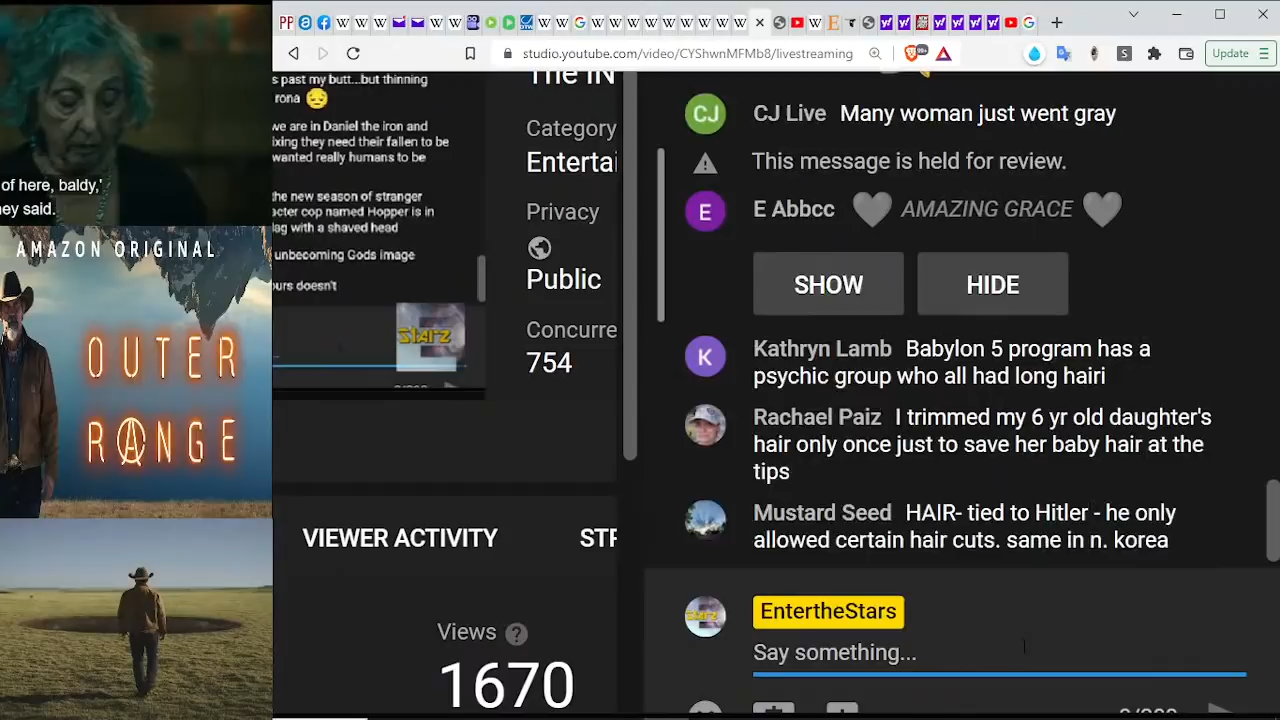 of here, baldy,'
ey said.
AMAZON ORIGINAL
OUTER
RANGE
studio.youtube.com/video/CYShwnMFMb8/livestreaming
Update
s past my butt...but thinning
rona
we are in Daniel the iron and
ixing they need their fallen to be
wanted really humans to be
the new season of stranger
acter cop named Hopper is in
lag with a shaved head
unbecoming Gods image
ours doesn't
Starz
The IN
Category
Entertai
Privacy
Public
Concurre
754
VIEWER ACTIVITY
STR
Views ?
1670
CJ
CJ Live Many woman just went gray
This message is held for review.
E
E Abbcc AMAZING GRACE
SHOW
HIDE
K
Kathryn Lamb Babylon 5 program has a
psychic group who all had long hairi
Rachael Paiz I trimmed my 6 yr old daughter's
hair only once just to save her baby hair at the
tips
Mustard Seed HAIR- tied to Hitler - he only
allowed certain hair cuts. same in n. korea
EntertheStars
Say something...